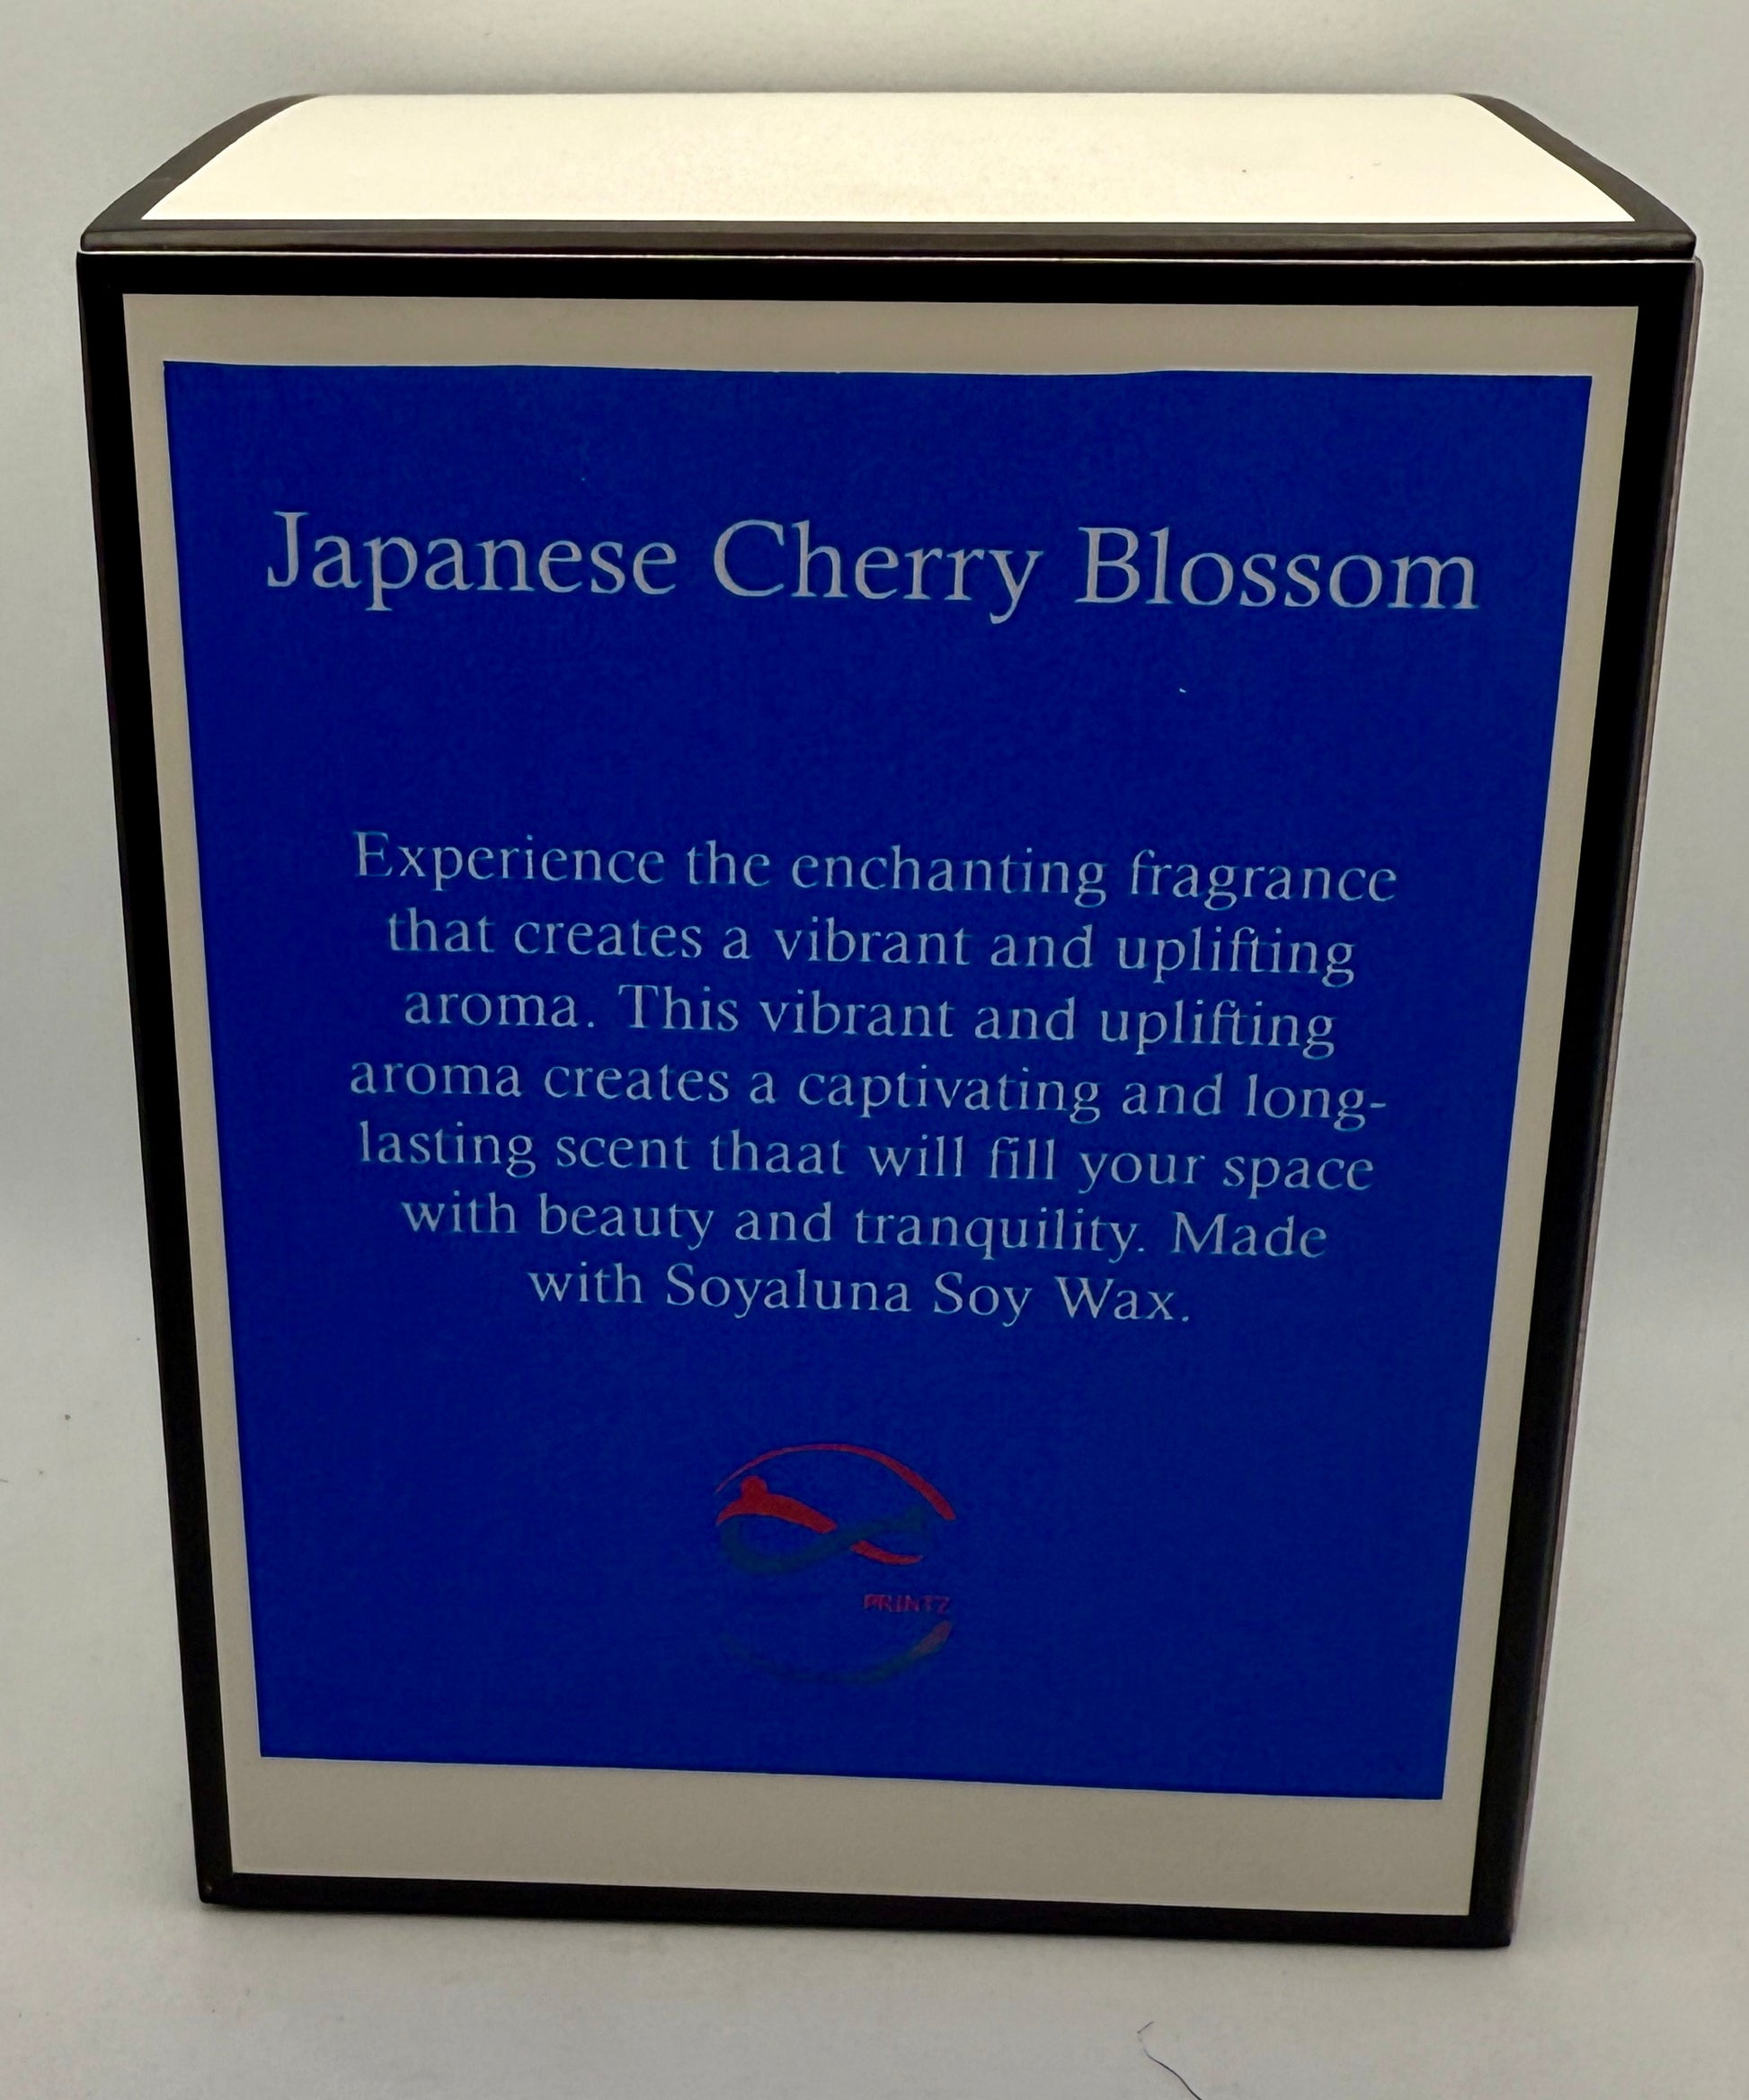 Japanese Cherry Blossom
Experience the enchanting fragrance
that creates a vibrant and uplifting
aroma. This vibrant and uplifting
aroma creates a captivating and long-
lasting scent thaat will fill your space
with beauty and tranquility. Made
with Soyaluna Soy Wax.
PRINTZ